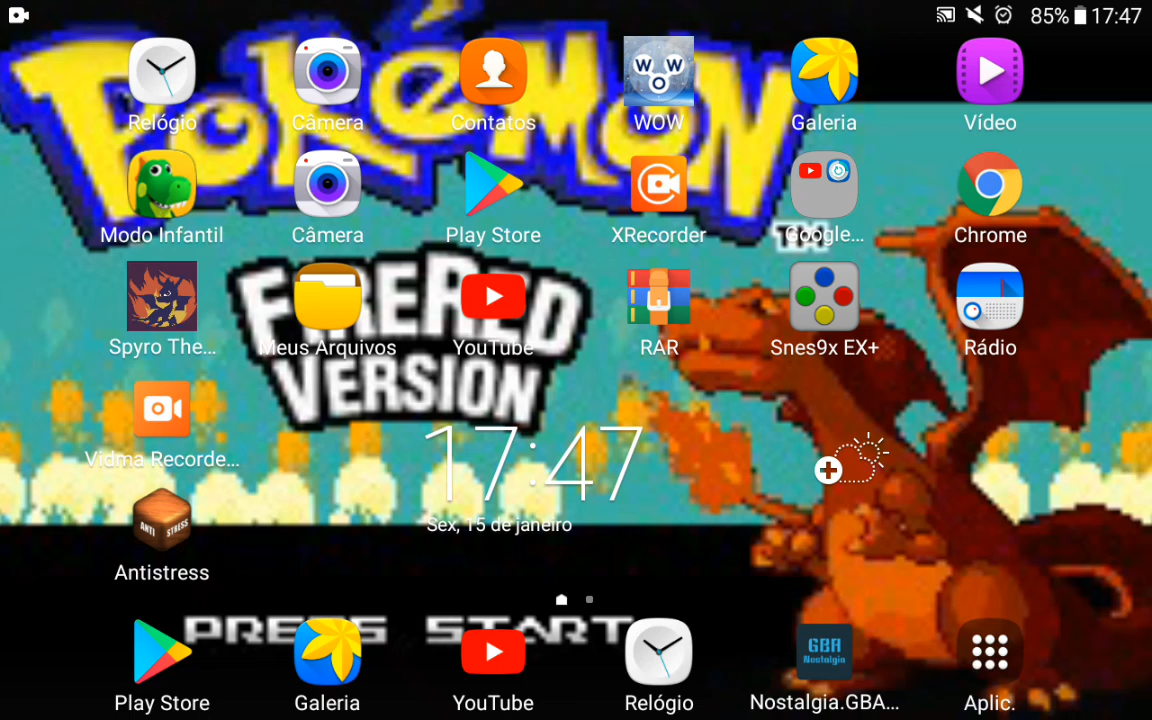 85% 17:47
Pokémon
Relógio
Câmera
Contatos
WOW
Galeria
Vídeo
Modo Infantil
Câmera
Play Store
XRecorder
Google...
Chrome
FIRERED
VERSION
Spyro The...
Meus Arquivos
YouTube
RAR
Snes9x EX+
Rádio
Vidma Recorde...
17:47
Sex, 15 de janeiro
ANTI STRESS
Antistress
PRESS START
GBA
Nostalgia
Play Store
Galeria
YouTube
Relógio
Nostalgia.GBA...
Aplic.